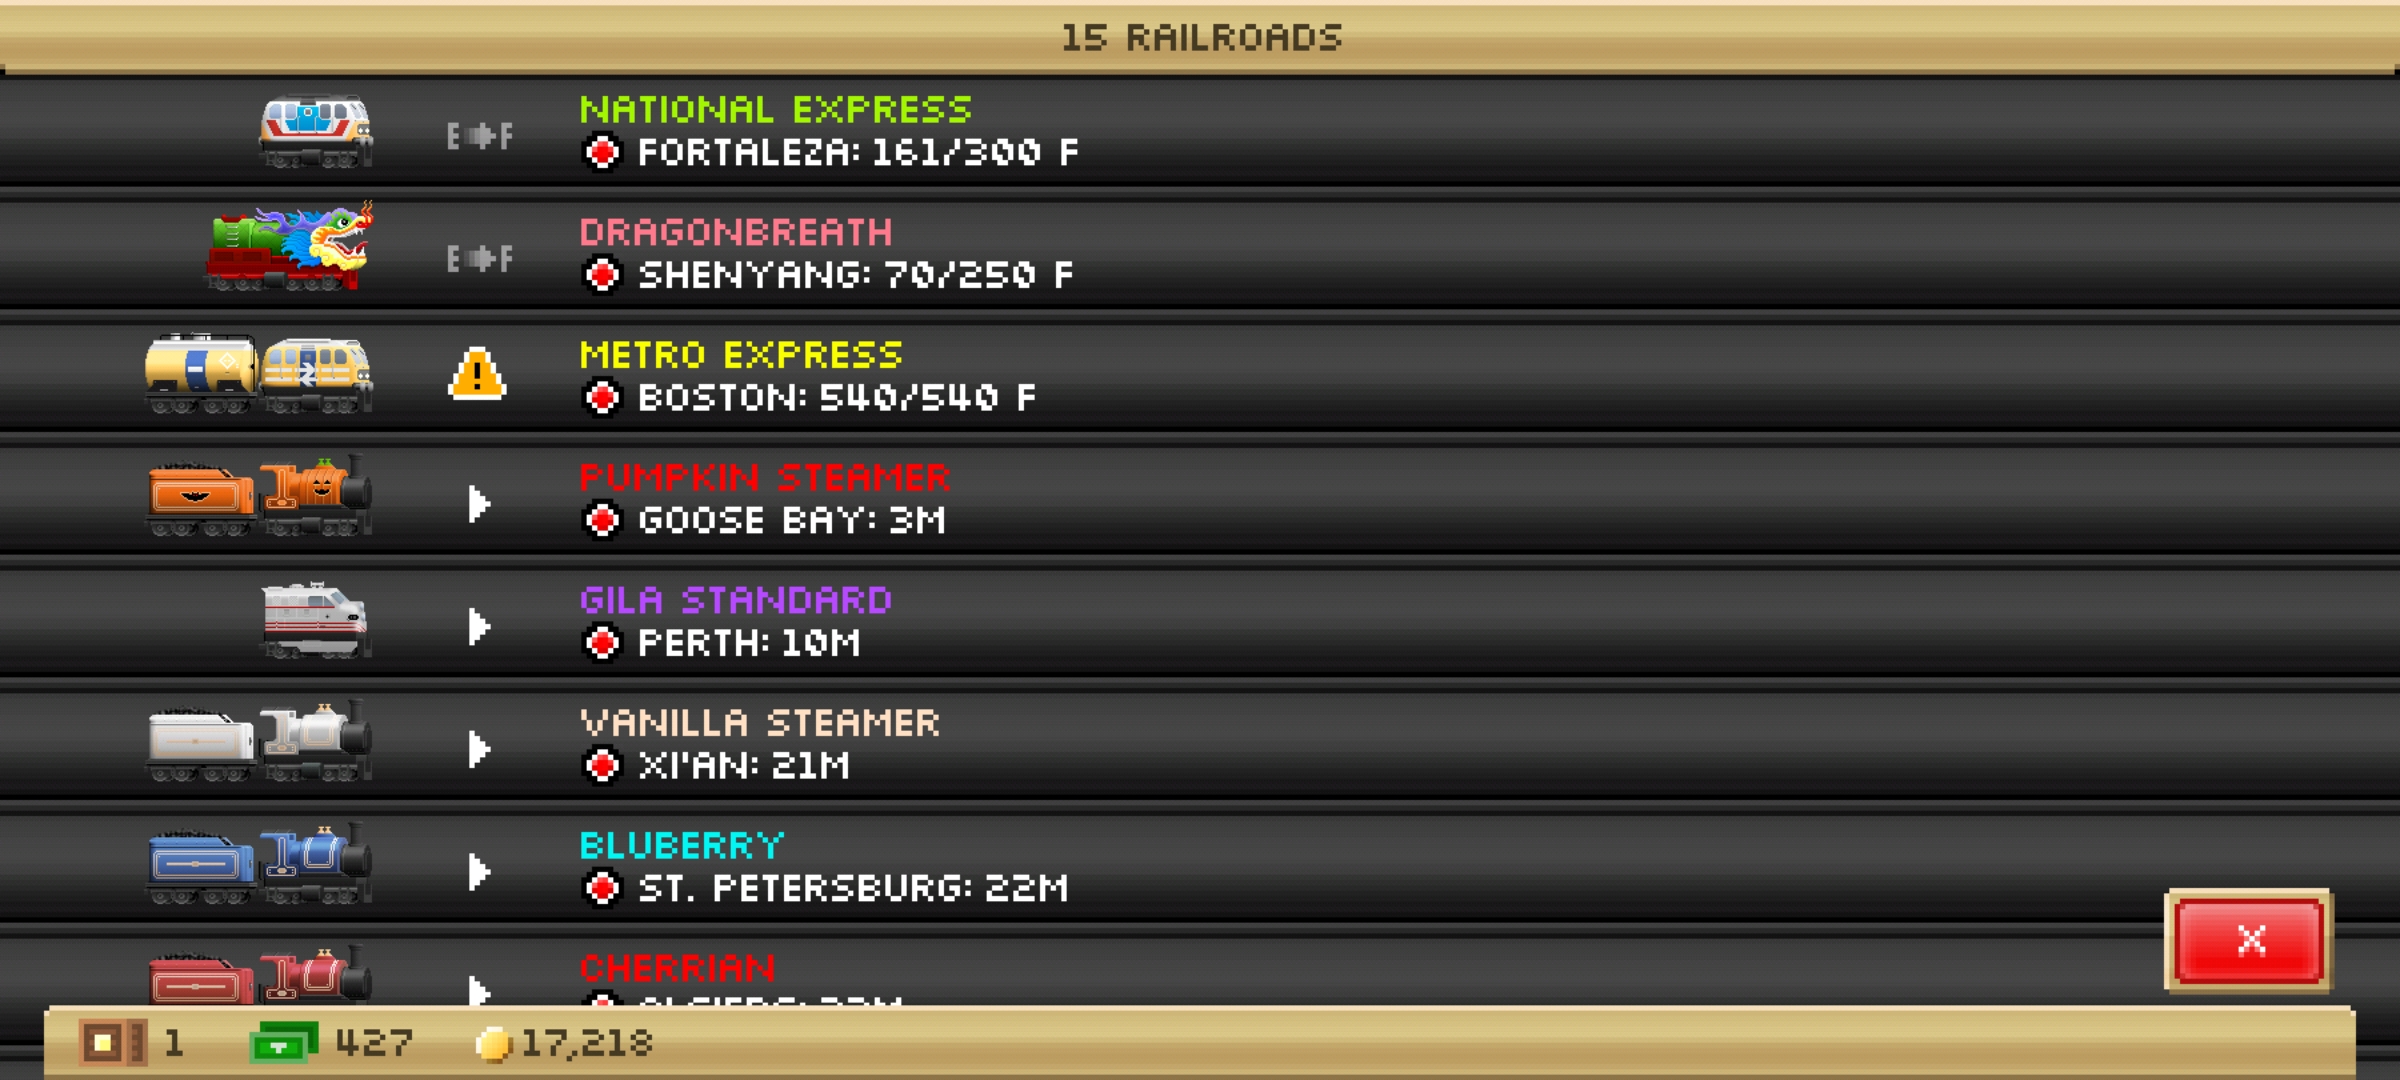 15 RAILROADS
E F
NATIONAL EXPRESS
FORTALEZA: 161/300 F
E F
DRAGONBREATH
SHENYANG: 70/250 F
!
METRO EXPRESS
BOSTON: 540/540 F
PUMPKIN STEAMER
GOOSE BAY: 3M
GILA STANDARD
PERTH: 10M
VANILLA STEAMER
XI'AN: 21M
BLUBERRY
ST. PETERSBURG: 22M
X
CHERRIAN
1 427 17,218